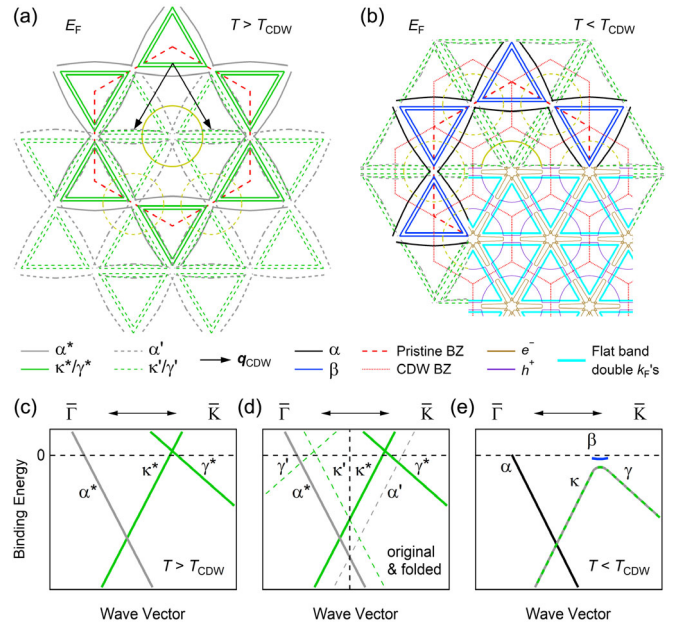 (a) E_F T > T_CDW
(b) E_F T < T_CDW
α* α' q_CDW α Pristine BZ e⁻ Flat band
κ*/γ* κ'/γ' β CDW BZ h⁺ double k_F's
(c) Γ̅ K̅
(d) Γ̅ K̅
(e) Γ̅ K̅
Binding Energy
0
α* κ* γ*
T > T_CDW
γ' α* κ' κ* γ* α'
original
& folded
β
α κ γ
T < T_CDW
Wave Vector
Wave Vector
Wave Vector